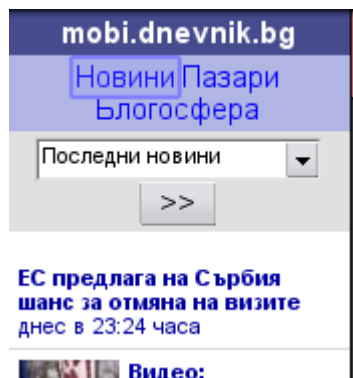 mobi.dnevnik.bg
Новини Пазари
Блогосфера
Последни новини
>>
ЕС предлага на Сърбия
шанс за отмяна на визите
днес в 23:24 часа
Видео: